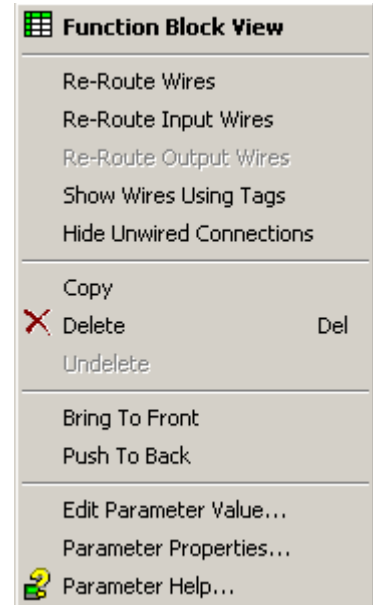 Function Block View
Re-Route Wires
Re-Route Input Wires
Re-Route Output Wires
Show Wires Using Tags
Hide Unwired Connections
Copy
Delete Del
Undelete
Bring To Front
Push To Back
Edit Parameter Value...
Parameter Properties...
Parameter Help...